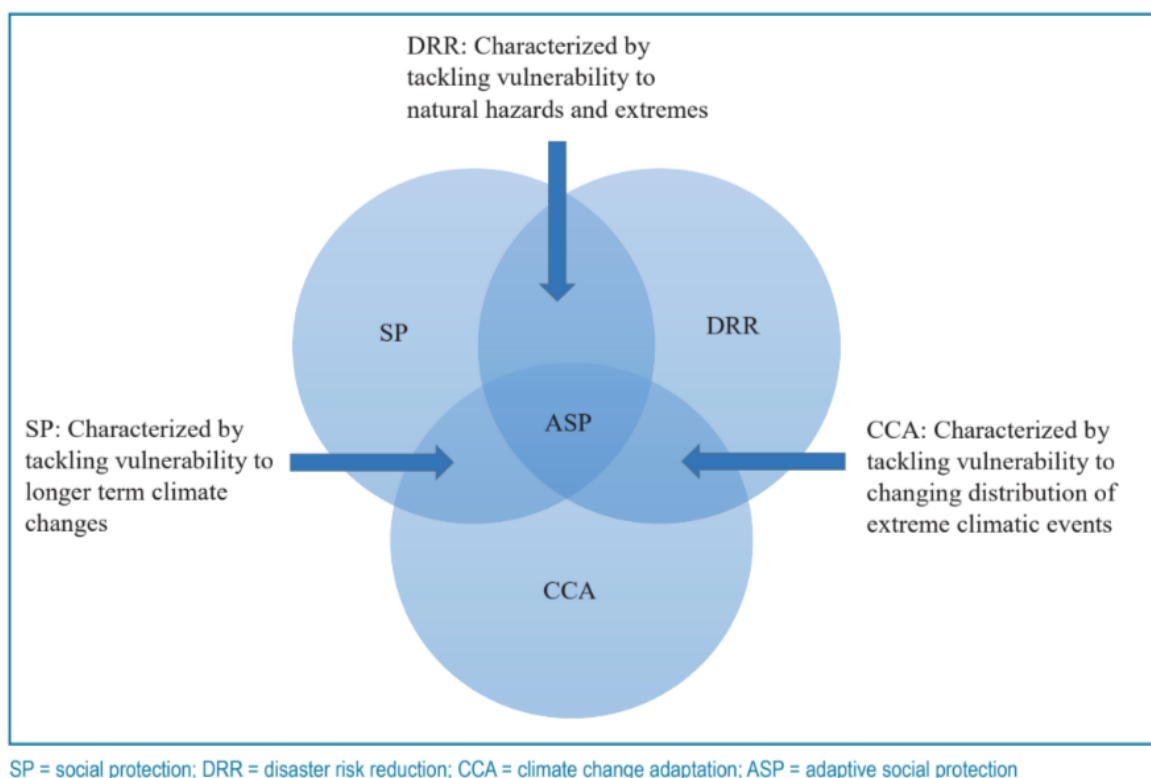 DRR: Characterized by
tackling vulnerability to
natural hazards and extremes
SP
DRR
ASP
SP: Characterized by
tackling vulnerability to
longer term climate
changes
CCA: Characterized by
tackling vulnerability to
changing distribution of
extreme climatic events
CCA
SP = social protection; DRR = disaster risk reduction; CCA = climate change adaptation; ASP = adaptive social protection